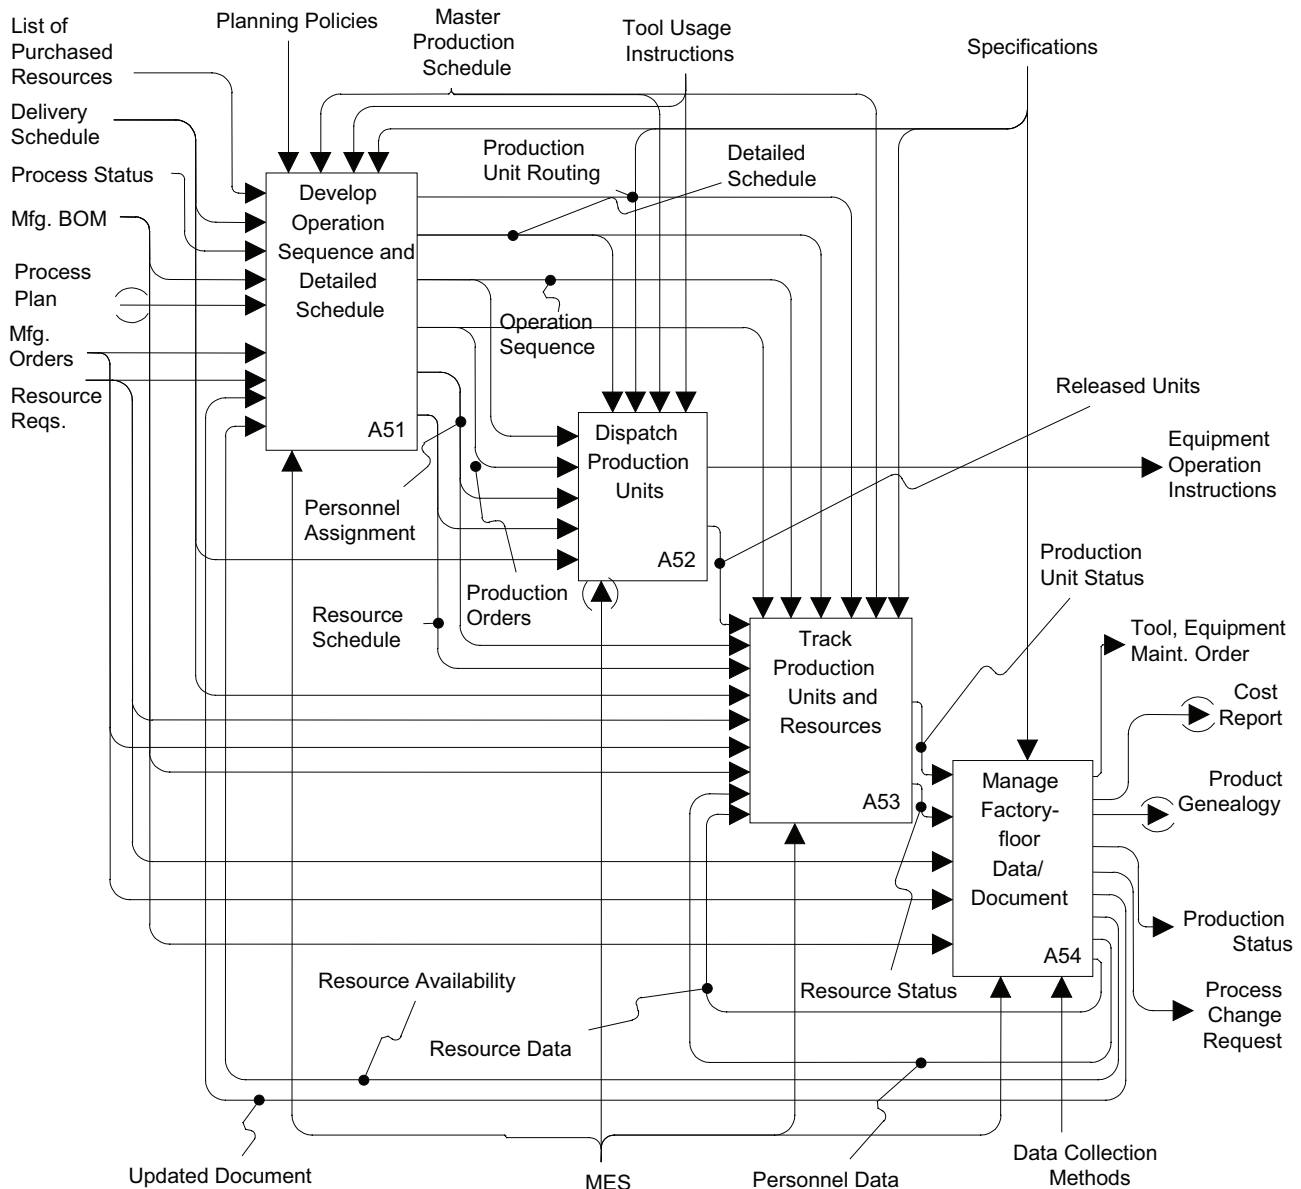 List of
Purchased
Resources
Planning Policies
Master
Production
Schedule
Tool Usage
Instructions
Specifications
Delivery
Schedule
Process Status
Mfg. BOM
Process
Plan
Mfg.
Orders
Resource
Reqs.
Production
Unit Routing
Detailed
Schedule
Develop
Operation
Sequence and
Detailed
Schedule
A51
Operation
Sequence
Released Units
Dispatch
Production
Units
A52
Equipment
Operation
Instructions
Personnel
Assignment
Production
Orders
Resource
Schedule
Production
Unit Status
Track
Production
Units and
Resources
A53
Tool, Equipment
Maint. Order
Cost
Report
Product
Genealogy
Manage
Factory-
floor
Data/
Document
A54
Production
Status
Process
Change
Request
Resource Availability
Resource Data
Resource Status
Updated Document
MES
Personnel Data
Data Collection
Methods